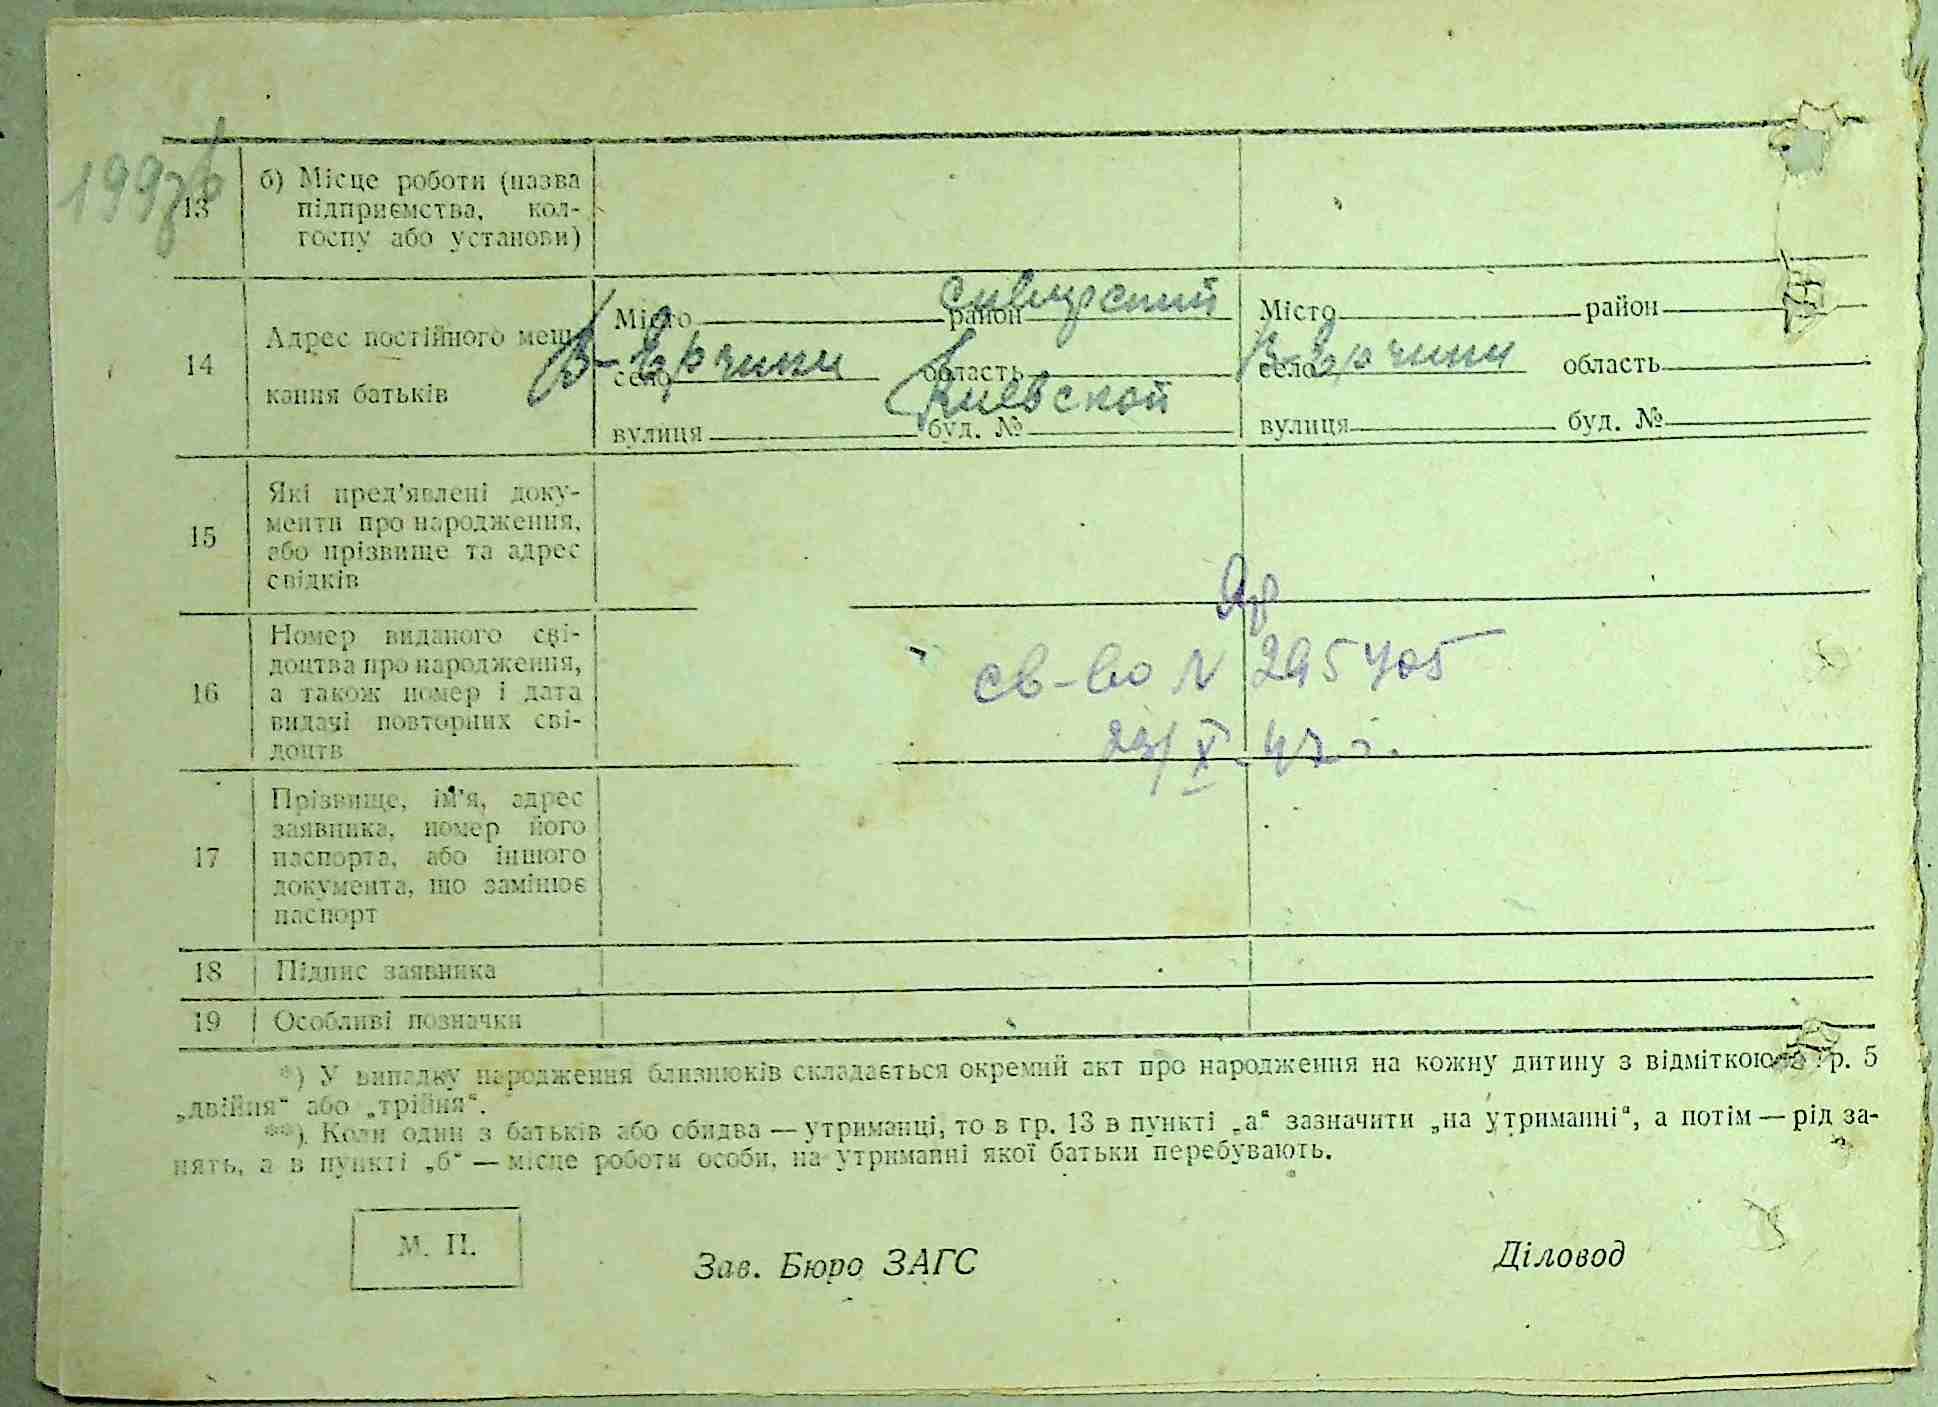 199зв
13 б) Місце роботи (назва
підприємства, кол-
госпу або установи)
14 Адрес постійного меш-
кання батьків
Місто район Сквирский
село В-Ерчики область Киевской
вулиця буд. №
Місто район
село В-Ерчики область
вулиця буд. №
15 Які пред'явлені доку-
менти про народження,
або прізвище та адрес
свідків
16 Номер виданого сві-
доцтва про народження,
а також номер і дата
видачі повторних сві-
доцтв
св-во N 295405
23/X-47 г.
17 Прізвище, ім'я, адрес
заявника, номер його
паспорта, або іншого
документа, що замінює
паспорт
18 Підпис заявника
19 Особливі позначки
*) У випадку народження близнюків складається окремий акт про народження на кожну дитину з відміткою в гр. 5
„двійня" або „трійня".
**) Коли один з батьків або обидва — утриманці, то в гр. 13 в пункті „а" зазначити „на утриманні", а потім — рід за-
нять, а в пункті „б" — місце роботи особи, на утриманні якої батьки перебувають.
М. П.
Зав. Бюро ЗАГС
Діловод